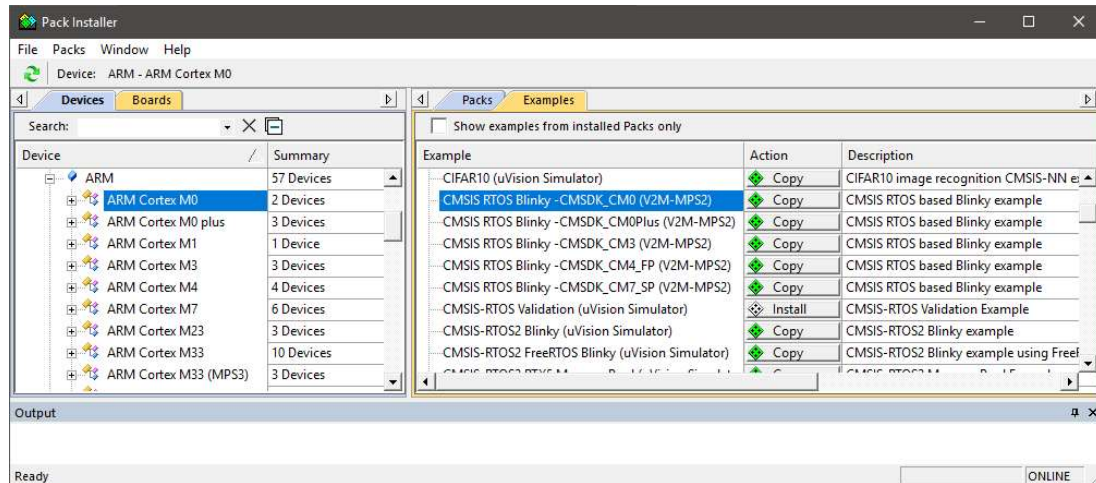 Pack Installer
File Packs Window Help
Device: ARM - ARM Cortex M0
Devices Boards
Search:
Device Summary
ARM 57 Devices
ARM Cortex M0 2 Devices
ARM Cortex M0 plus 3 Devices
ARM Cortex M1 1 Device
ARM Cortex M3 3 Devices
ARM Cortex M4 4 Devices
ARM Cortex M7 6 Devices
ARM Cortex M23 3 Devices
ARM Cortex M33 10 Devices
ARM Cortex M33 (MPS3) 3 Devices
Packs Examples
Show examples from installed Packs only
Example Action Description
CIFAR10 (uVision Simulator) Copy CIFAR10 image recognition CMSIS-NN
CMSIS RTOS Blinky -CMSDK_CM0 (V2M-MPS2) Copy CMSIS RTOS based Blinky example
CMSIS RTOS Blinky -CMSDK_CM0Plus (V2M-MPS2) Copy CMSIS RTOS based Blinky example
CMSIS RTOS Blinky -CMSDK_CM3 (V2M-MPS2) Copy CMSIS RTOS based Blinky example
CMSIS RTOS Blinky -CMSDK_CM4_FP (V2M-MPS2) Copy CMSIS RTOS based Blinky example
CMSIS RTOS Blinky -CMSDK_CM7_SP (V2M-MPS2) Copy CMSIS RTOS based Blinky example
CMSIS-RTOS Validation (uVision Simulator) Install CMSIS-RTOS Validation Example
CMSIS-RTOS2 Blinky (uVision Simulator) Copy CMSIS-RTOS2 Blinky example
CMSIS-RTOS2 FreeRTOS Blinky (uVision Simulator) Copy CMSIS-RTOS2 Blinky example using
Output
Ready ONLINE